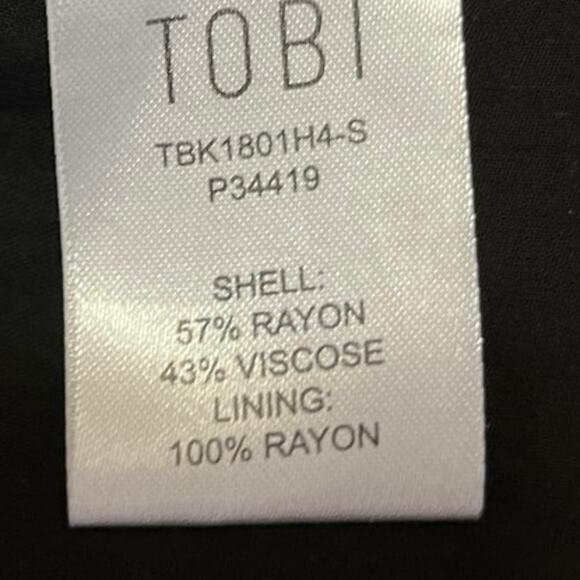 TOBI
TBK1801H4-S
P34419
SHELL:
57% RAYON
43% VISCOSE
LINING:
100% RAYON